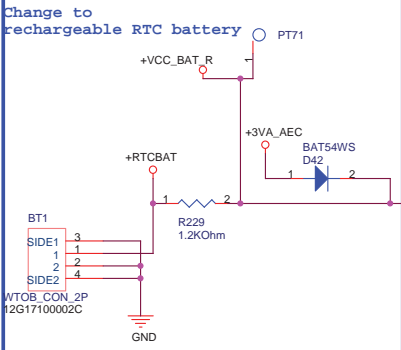 Change to
rechargeable RTC battery
PT71
1
+VCC_BAT_R
+3VA_AEC
BAT54WS
D42
1
2
+RTCBAT
1
2
R229
1.2KOhm
BT1
SIDE1
3
1
1
2
2
SIDE2
4
WTOB_CON_2P
12G17100002C
GND